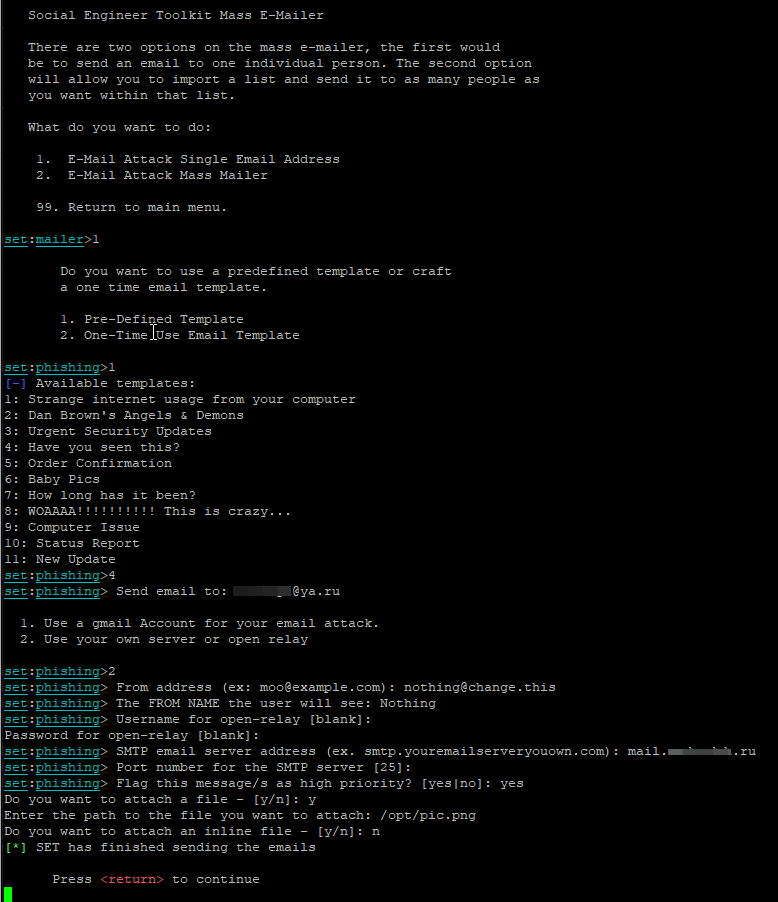 Social Engineer Toolkit Mass E-Mailer
There are two options on the mass e-mailer, the first would
be to send an email to one individual person. The second option
will allow you to import a list and send it to as many people as
you want within that list.
What do you want to do:
1. E-Mail Attack Single Email Address
2. E-Mail Attack Mass Mailer
99. Return to main menu.
set:mailer>1
Do you want to use a predefined template or craft
a one time email template.
1. Pre-Defined Template
2. One-Time Use Email Template
set:phishing>1
[-] Available templates:
1: Strange internet usage from your computer
2: Dan Brown's Angels & Demons
3: Urgent Security Updates
4: Have you seen this?
5: Order Confirmation
6: Baby Pics
7: How long has it been?
8: WOAAAA!!!!!!!!!! This is crazy...
9: Computer Issue
10: Status Report
11: New Update
set:phishing>4
set:phishing> Send email to: @ya.ru
1. Use a gmail Account for your email attack.
2. Use your own server or open relay
set:phishing>2
set:phishing> From address (ex: moo@example.com): nothing@change.this
set:phishing> The FROM NAME the user will see: Nothing
set:phishing> Username for open-relay [blank]:
Password for open-relay [blank]:
set:phishing> SMTP email server address (ex. smtp.youremailserveryouown.com): mail. .ru
set:phishing> Port number for the SMTP server [25]:
set:phishing> Flag this message/s as high priority? [yes|no]: yes
Do you want to attach a file - [y/n]: y
Enter the path to the file you want to attach: /opt/pic.png
Do you want to attach an inline file - [y/n]: n
[*] SET has finished sending the emails
Press <return> to continue